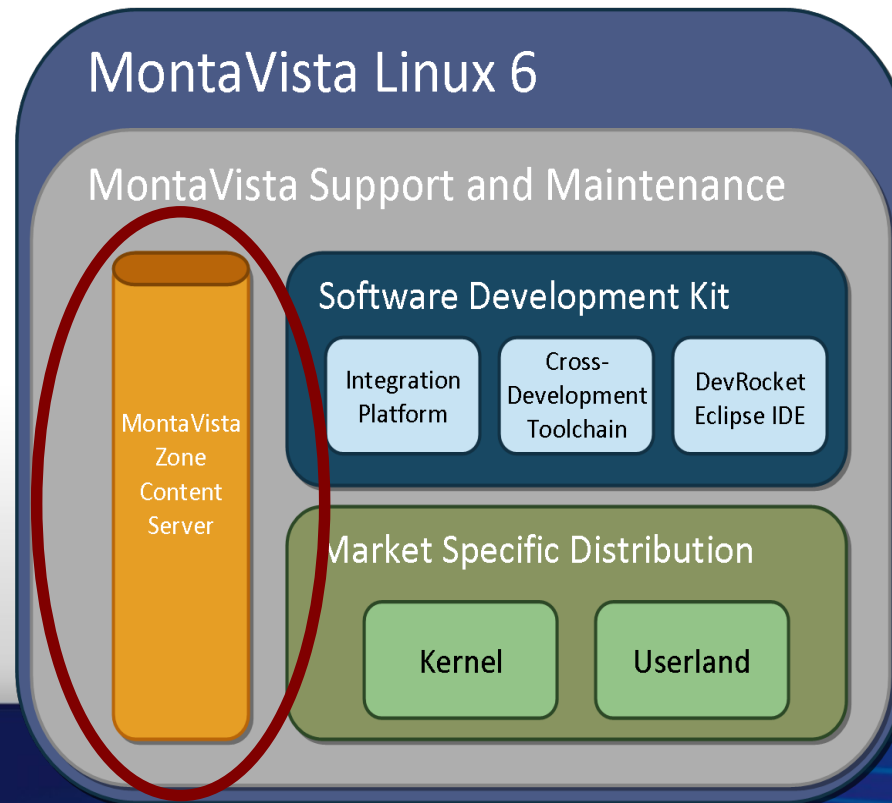 MontaVista Linux 6
MontaVista Support and Maintenance
MontaVista
Zone
Content
Server
Software Development Kit
Integration
Platform
Cross-
Development
Toolchain
DevRocket
Eclipse IDE
Market Specific Distribution
Kernel
Userland